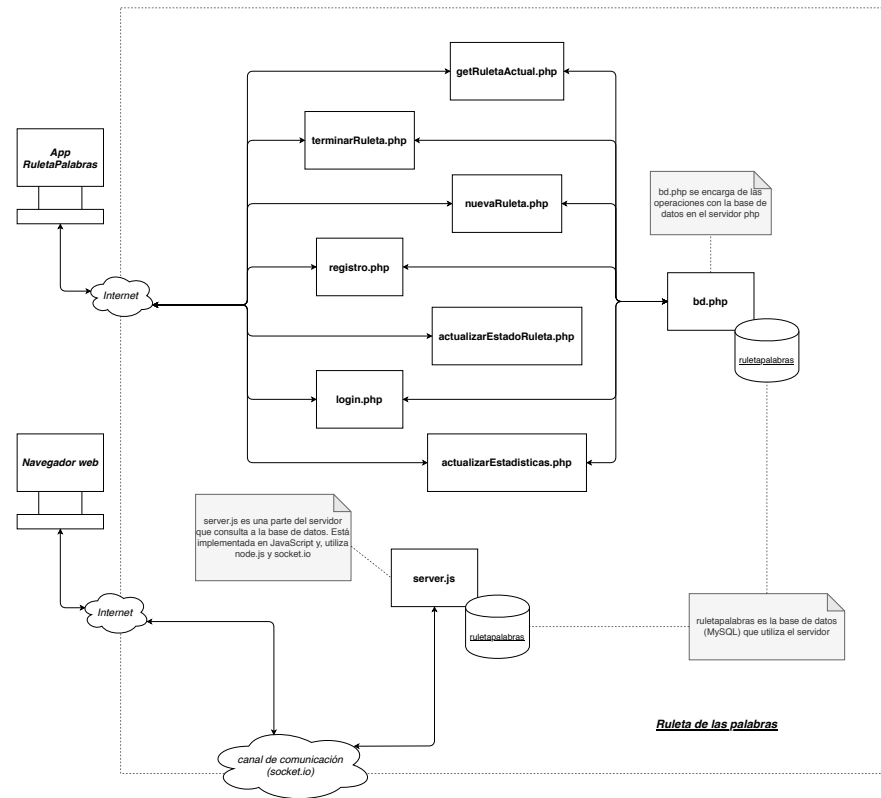 getRuletaActual.php
App
RuletaPalabras
terminarRuleta.php
bd.php se encarga de las
operaciones con la base de
datos en el servidor php
nuevaRuleta.php
registro.php
Internet
bd.php
actualizarEstadoRuleta.php
ruletapalabras
login.php
Navegador web
actualizarEstadisticas.php
server.js es una parte del servidor
que consulta a la base de datos. Está
implementada en JavaScript y, utiliza
node.js y socket.io
server.js
Internet
ruletapalabras
ruletapalabras es la base de datos
(MySQL) que utiliza el servidor
Ruleta de las palabras
canal de comunicación
(socket.io)